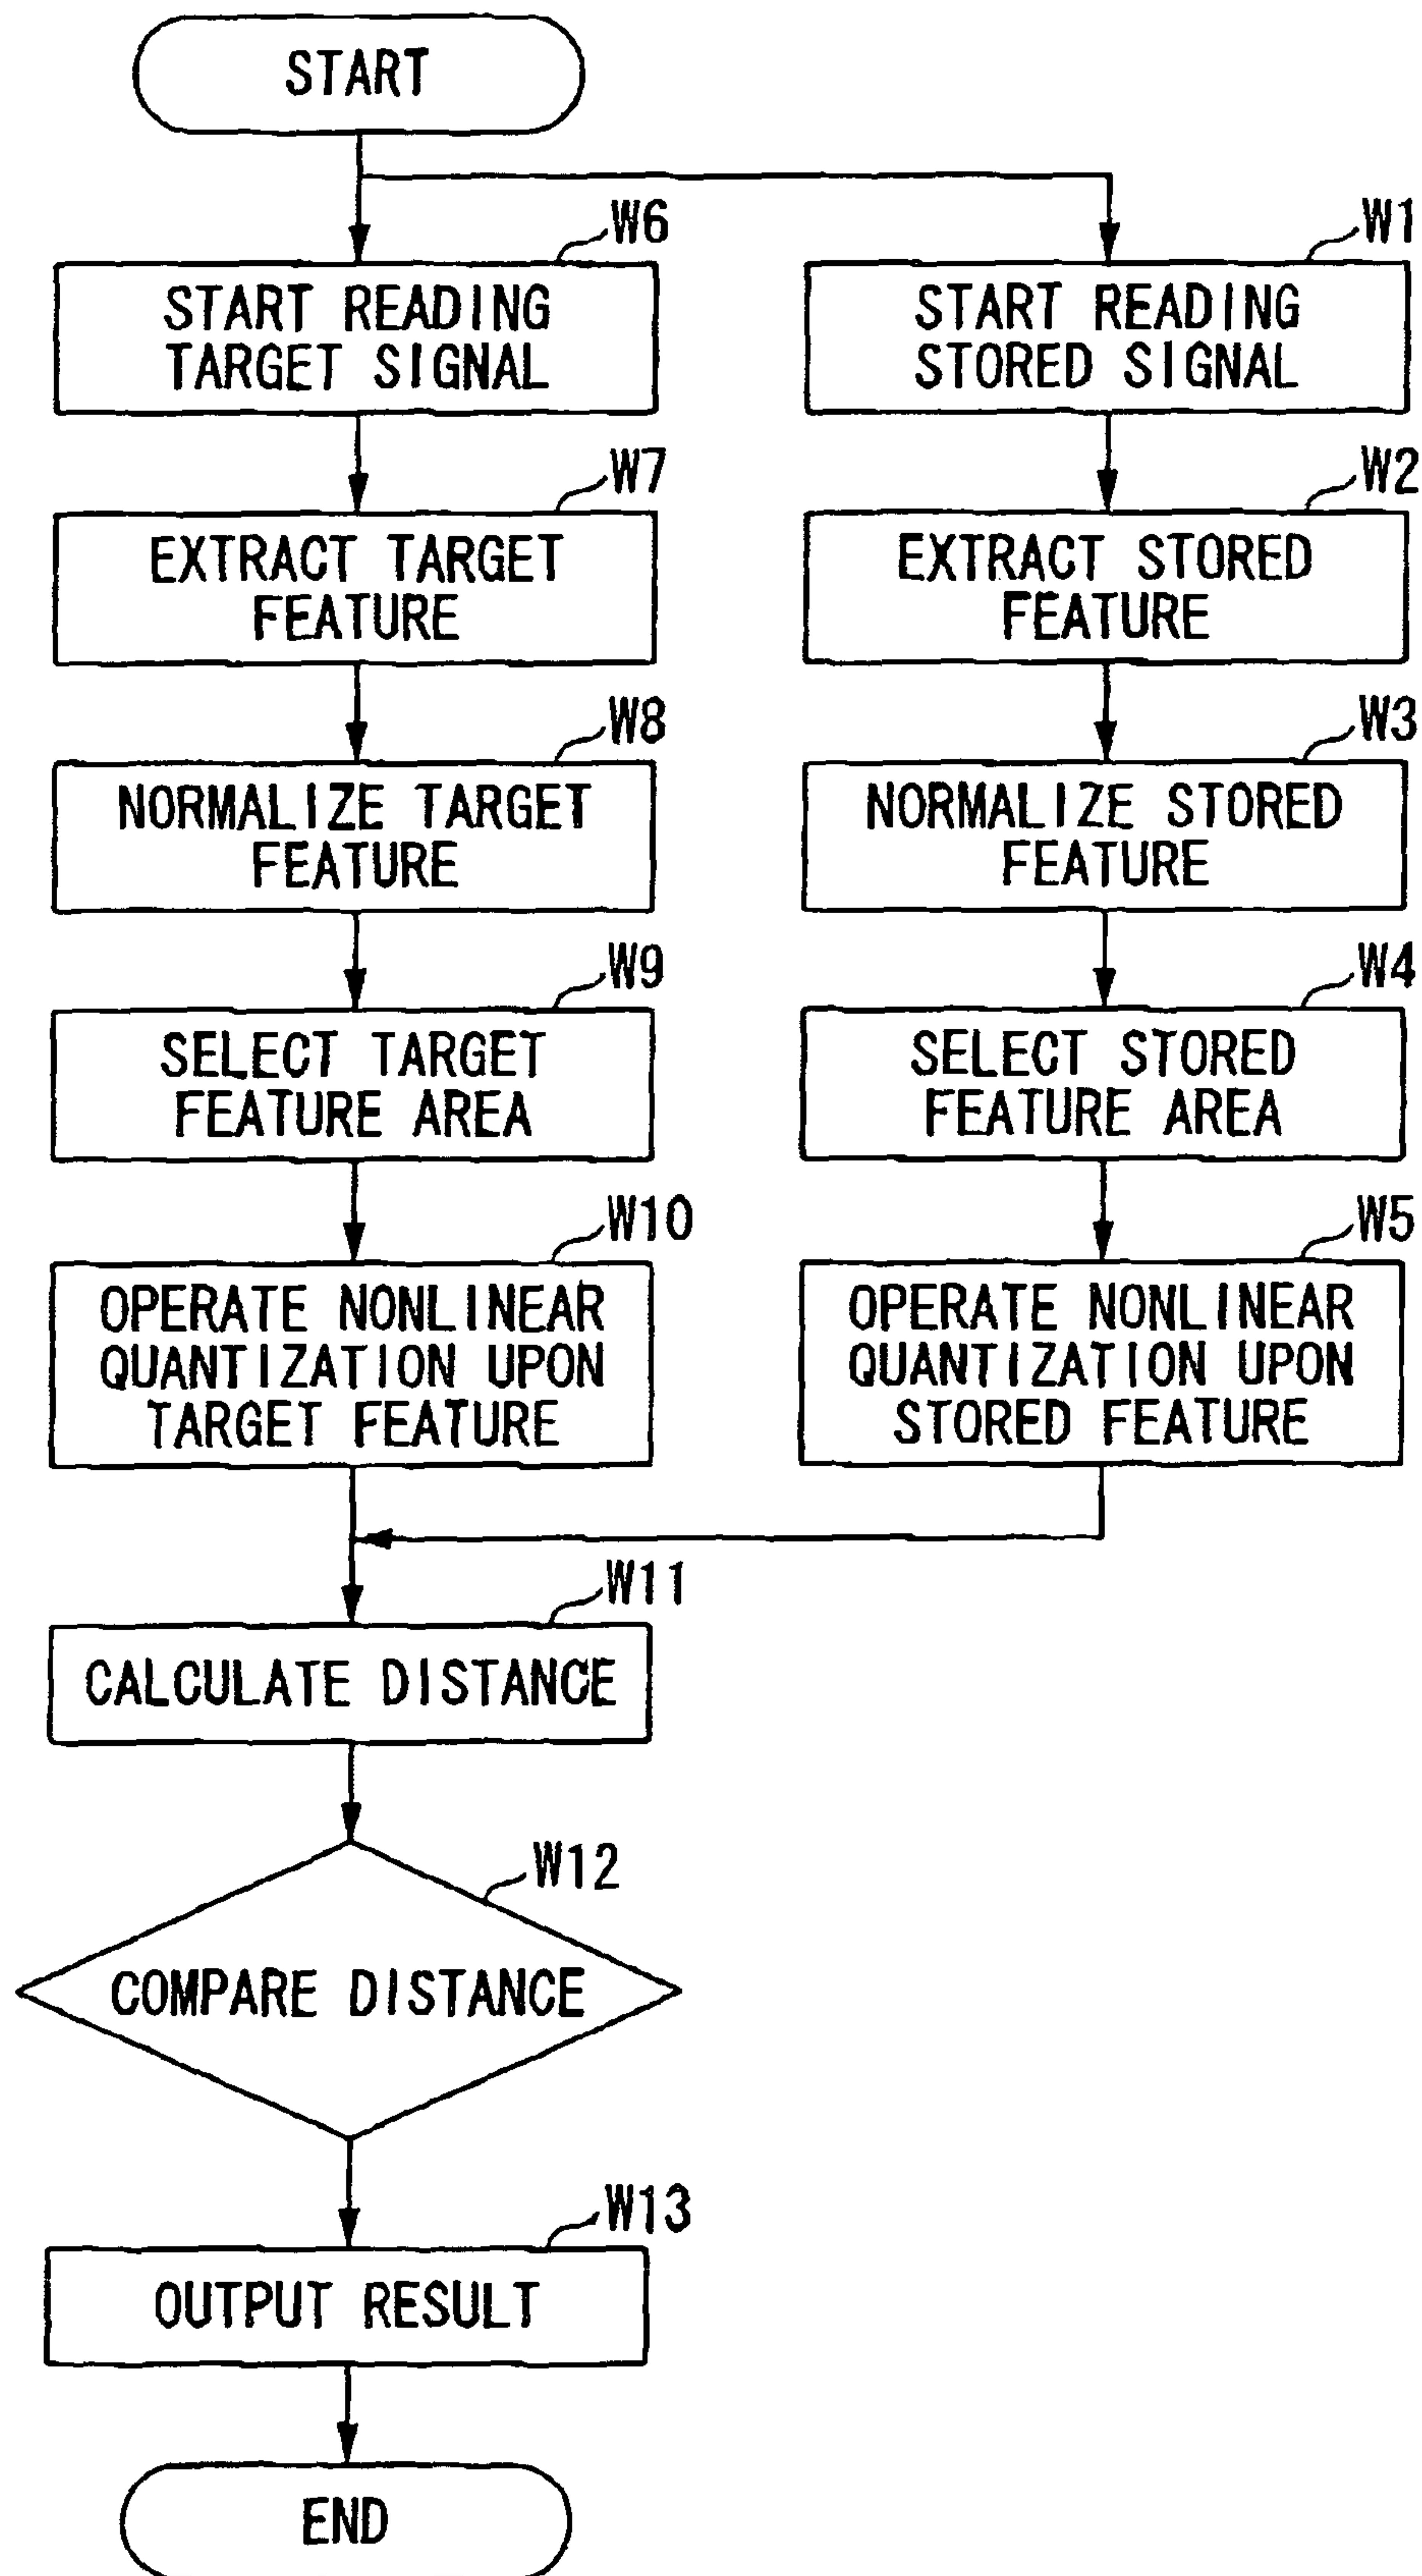 START
W6
START READING
TARGET SIGNAL
W1
START READING
STORED SIGNAL
W7
EXTRACT TARGET
FEATURE
W2
EXTRACT STORED
FEATURE
W8
NORMALIZE TARGET
FEATURE
W3
NORMALIZE STORED
FEATURE
W9
SELECT TARGET
FEATURE AREA
W4
SELECT STORED
FEATURE AREA
W10
OPERATE NONLINEAR
QUANTIZATION UPON
TARGET FEATURE
W5
OPERATE NONLINEAR
QUANTIZATION UPON
STORED FEATURE
W11
CALCULATE DISTANCE
W12
COMPARE DISTANCE
W13
OUTPUT RESULT
END